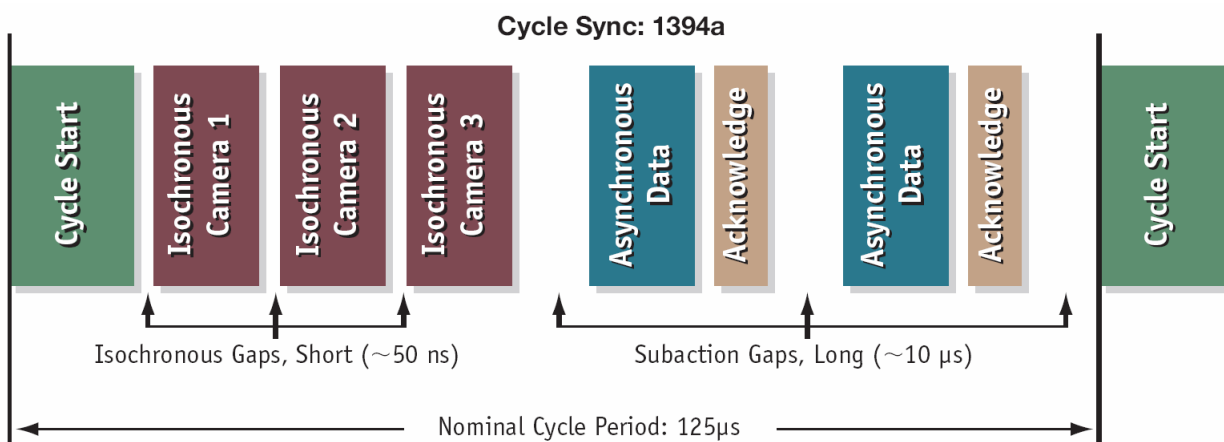 Cycle Sync: 1394a
Cycle Start
Isochronous
Camera 1
Isochronous
Camera 2
Isochronous
Camera 3
Asynchronous
Data
Acknowledge
Asynchronous
Data
Acknowledge
Cycle Start
Isochronous Gaps, Short (~50 ns)
Subaction Gaps, Long (~10 µs)
Nominal Cycle Period: 125µs